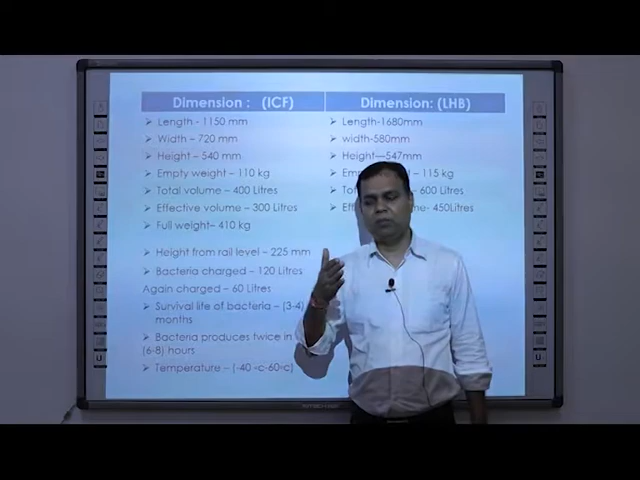 Dimension : (ICF)
Length - 1150 mm
Width – 720 mm
Height – 540 mm
Empty weight – 110 kg
Total volume – 400 Litres
Effective volume – 300 Litres
Full weight– 410 kg
Height from rail level – 225 mm
Bacteria charged – 120 Litres
Again charged – 60 Litres
Survival life of bacteria – (3-4)
months
Bacteria produces twice in
(6-8) hours
Temperature – (-40 °c-60°c)
Dimension: (LHB)
Length-1680mm
width-580mm
Height—547mm
– 115 kg
600 Litres
450Litres